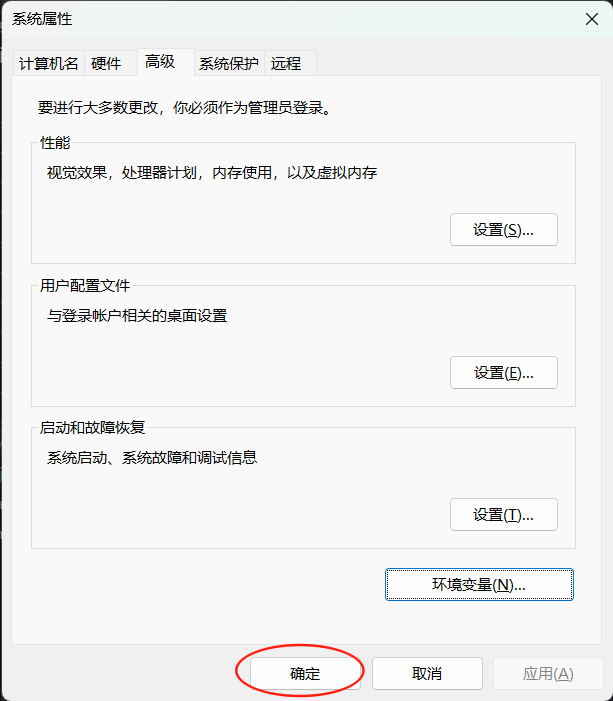 系统属性
计算机名 硬件 高级 系统保护 远程
要进行大多数更改，你必须作为管理员登录。
性能
视觉效果，处理器计划，内存使用，以及虚拟内存
设置(S)...
用户配置文件
与登录帐户相关的桌面设置
设置(E)...
启动和故障恢复
系统启动、系统故障和调试信息
设置(T)...
环境变量(N)...
确定 取消 应用(A)